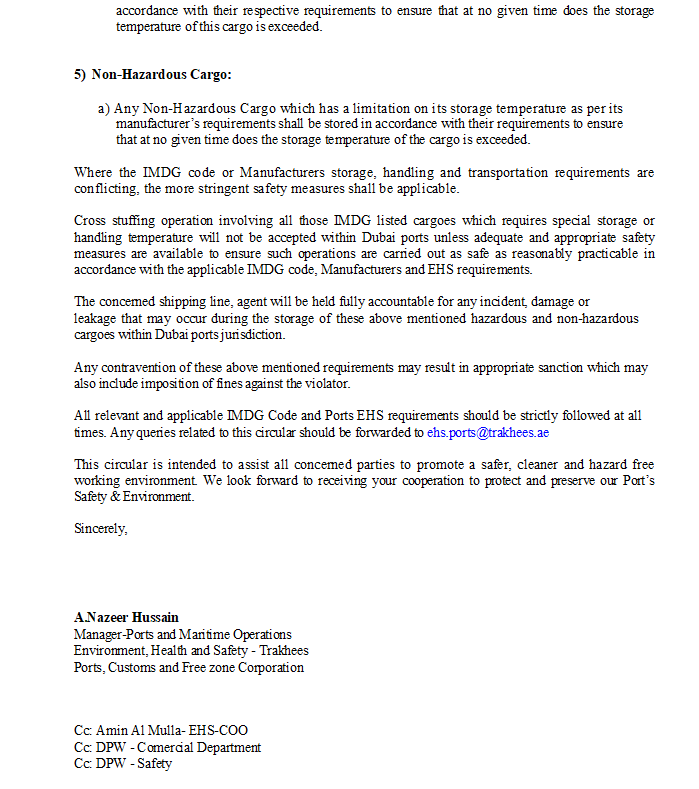 accordance with their respective requirements to ensure that at no given time does the storage
temperature of this cargo is exceeded.
5) Non-Hazardous Cargo:
a) Any Non-Hazardous Cargo which has a limitation on its storage temperature as per its
manufacturer's requirements shall be stored in accordance with their requirements to ensure
that at no given time does the storage temperature of the cargo is exceeded.
Where the IMDG code or Manufacturers storage, handling and transportation requirements are
conflicting, the more stringent safety measures shall be applicable.
Cross stuffing operation involving all those IMDG listed cargoes which requires special storage or
handling temperature will not be accepted within Dubai ports unless adequate and appropriate safety
measures are available to ensure such operations are carried out as safe as reasonably practicable in
accordance with the applicable IMDG code, Manufacturers and EHS requirements.
The concerned shipping line, agent will be held fully accountable for any incident, damage or
leakage that may occur during the storage of these above mentioned hazardous and non-hazardous
cargoes within Dubai ports jurisdiction.
Any contravention of these above mentioned requirements may result in appropriate sanction which may
also include imposition of fines against the violator.
All relevant and applicable IMDG Code and Ports EHS requirements should be strictly followed at all
times. Any queries related to this circular should be forwarded to ehs.ports@trakhees.ae
This circular is intended to assist all concerned parties to promote a safer, cleaner and hazard free
working environment. We look forward to receiving your cooperation to protect and preserve our Port's
Safety & Environment.
Sincerely,
A.Nazeer Hussain
Manager-Ports and Maritime Operations
Environment, Health and Safety - Trakhees
Ports, Customs and Free zone Corporation
Cc: Amin Al Mulla- EHS-COO
Cc: DPW - Comercial Department
Cc: DPW - Safety